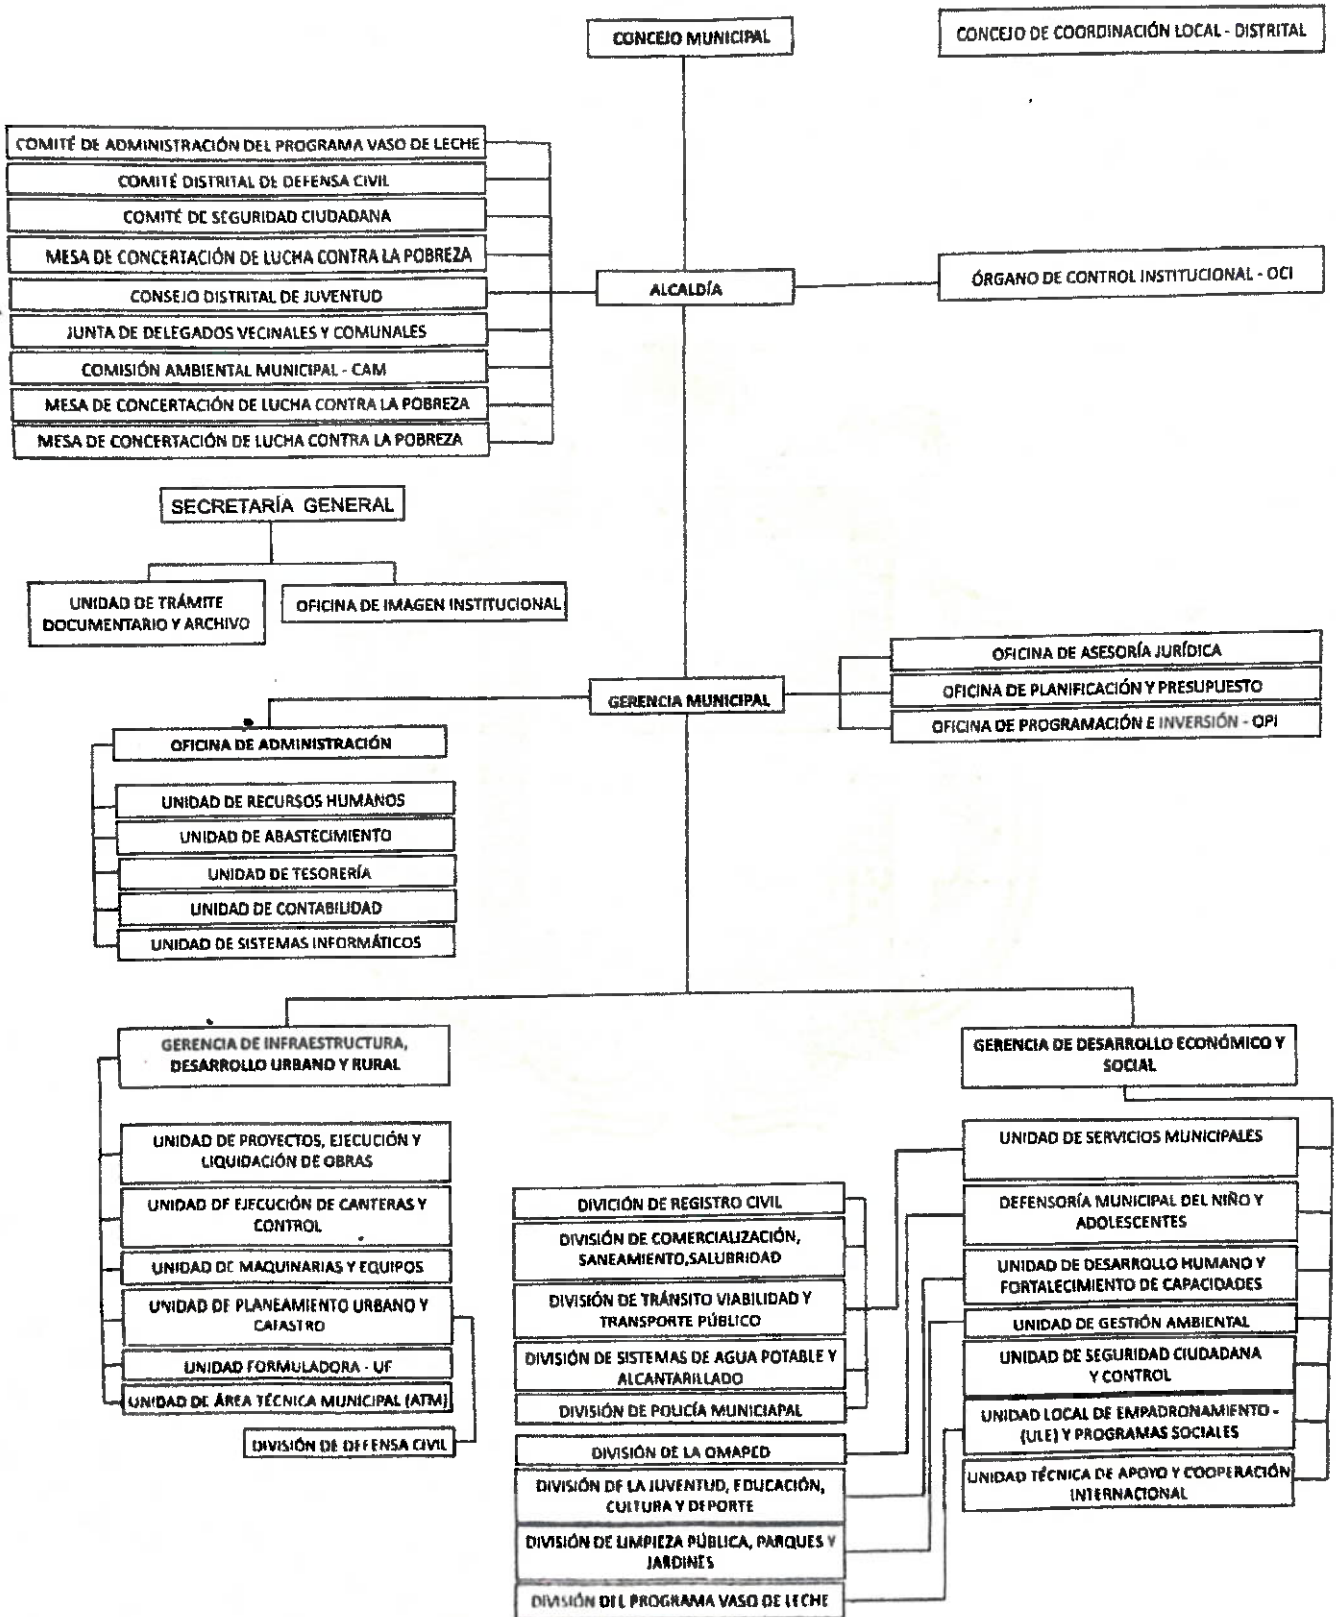 CONCEJO MUNICIPAL
CONCEJO DE COORDINACIÓN LOCAL - DISTRITAL
COMITÉ DE ADMINISTRACIÓN DEL PROGRAMA VASO DE LECHE
COMITÉ DISTRITAL DE DEFENSA CIVIL
COMITÉ DE SEGURIDAD CIUDADANA
MESA DE CONCERTACIÓN DE LUCHA CONTRA LA POBREZA
CONSEJO DISTRITAL DE JUVENTUD
JUNTA DE DELEGADOS VECINALES Y COMUNALES
COMISIÓN AMBIENTAL MUNICIPAL - CAM
MESA DE CONCERTACIÓN DE LUCHA CONTRA LA POBREZA
MESA DE CONCERTACIÓN DE LUCHA CONTRA LA POBREZA
ALCALDÍA
ÓRGANO DE CONTROL INSTITUCIONAL - OCI
SECRETARÍA GENERAL
UNIDAD DE TRÁMITE
DOCUMENTARIO Y ARCHIVO
OFICINA DE IMAGEN INSTITUCIONAL
GERENCIA MUNICIPAL
OFICINA DE ASESORÍA JURÍDICA
OFICINA DE PLANIFICACIÓN Y PRESUPUESTO
OFICINA DE PROGRAMACIÓN E INVERSIÓN - OPI
OFICINA DE ADMINISTRACIÓN
UNIDAD DE RECURSOS HUMANOS
UNIDAD DE ABASTECIMIENTO
UNIDAD DE TESORERÍA
UNIDAD DE CONTABILIDAD
UNIDAD DE SISTEMAS INFORMÁTICOS
GERENCIA DE INFRAESTRUCTURA,
DESARROLLO URBANO Y RURAL
UNIDAD DE PROYECTOS, EJECUCIÓN Y
LIQUIDACIÓN DE OBRAS
UNIDAD DE EJECUCIÓN DE CANTERAS Y
CONTROL
UNIDAD DE MAQUINARIAS Y EQUIPOS
UNIDAD DE PLANEAMIENTO URBANO Y
CATASTRO
UNIDAD FORMULADORA - UF
UNIDAD DE ÁREA TÉCNICA MUNICIPAL (ATM)
DIVISIÓN DE DEFENSA CIVIL
DIVICIÓN DE REGISTRO CIVIL
DIVISIÓN DE COMERCIALIZACIÓN,
SANEAMIENTO,SALUBRIDAD
DIVISIÓN DE TRÁNSITO VIABILIDAD Y
TRANSPORTE PÚBLICO
DIVISIÓN DE SISTEMAS DE AGUA POTABLE Y
ALCANTARILLADO
DIVISIÓN DE POLICÍA MUNICIAPAL
DIVISIÓN DE LA OMAPED
DIVISIÓN DE LA JUVENTUD, EDUCACIÓN,
CULTURA Y DEPORTE
DIVISIÓN DE LIMPIEZA PÚBLICA, PARQUES Y
JARDINES
DIVISIÓN DEL PROGRAMA VASO DE LECHE
GERENCIA DE DESARROLLO ECONÓMICO Y
SOCIAL
UNIDAD DE SERVICIOS MUNICIPALES
DEFENSORÍA MUNICIPAL DEL NIÑO Y
ADOLESCENTES
UNIDAD DE DESARROLLO HUMANO Y
FORTALECIMIENTO DE CAPACIDADES
UNIDAD DE GESTIÓN AMBIENTAL
UNIDAD DE SEGURIDAD CIUDADANA
Y CONTROL
UNIDAD LOCAL DE EMPADRONAMIENTO -
(ULE) Y PROGRAMAS SOCIALES
UNIDAD TÉCNICA DE APOYO Y COOPERACIÓN
INTERNACIONAL